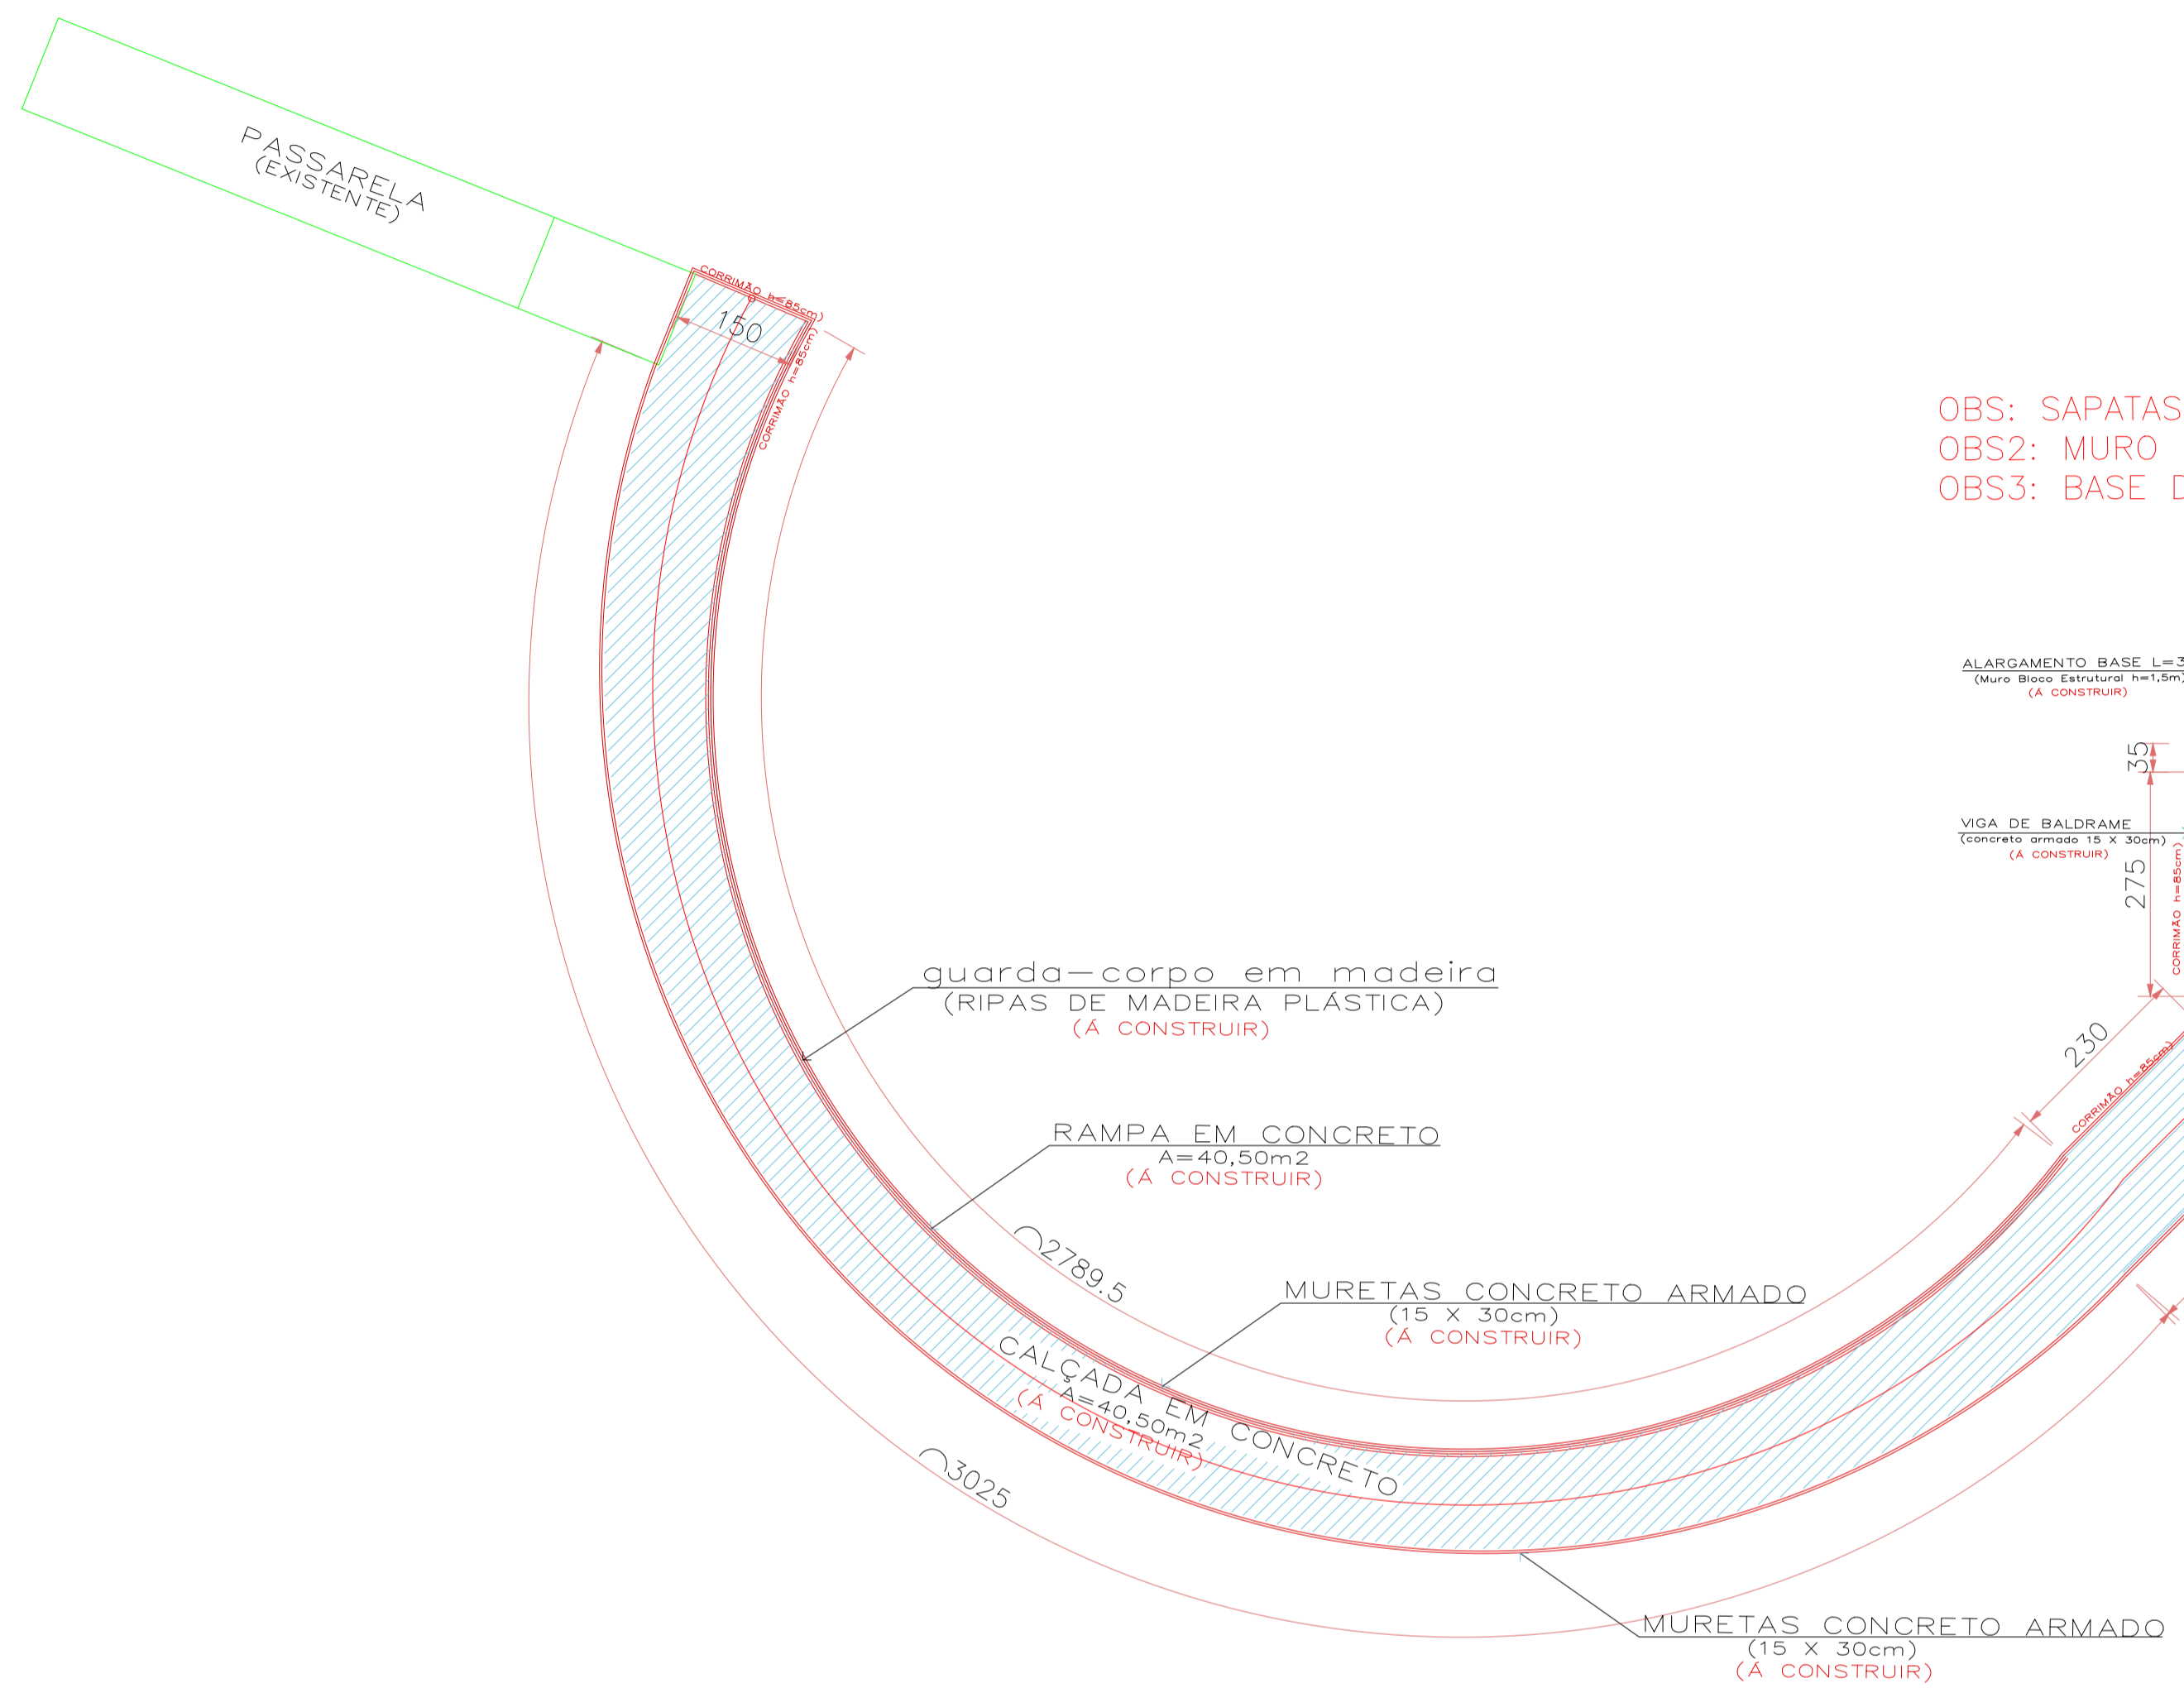 PASSARELA
(EXISTENTE)
CORRIMÃO h=85cm)
150
CORRIMÃO h=85cm)
OBS: SAPATAS
OBS2: MURO
OBS3: BASE
ALARGAMENTO BASE L=3
(Muro Bloco Estrutural h=1,5m)
(Á CONSTRUIR)
35
VIGA DE BALDRAME
(concreto armado 15 X 30cm)
(Á CONSTRUIR)
275
CORRIMÃO h=85cm)
guarda-corpo em madeira
(RIPAS DE MADEIRA PLÁSTICA)
(Á CONSTRUIR)
230
CORRIMÃO h=85cm)
RAMPA EM CONCRETO
A=40,50m2
(Á CONSTRUIR)
2789.5
MURETAS CONCRETO ARMADO
(15 X 30cm)
(Á CONSTRUIR)
CALÇADA EM CONCRETO
A=40,50m2
(Á CONSTRUIR)
3025
MURETAS CONCRETO ARMADO
(15 X 30cm)
(Á CONSTRUIR)